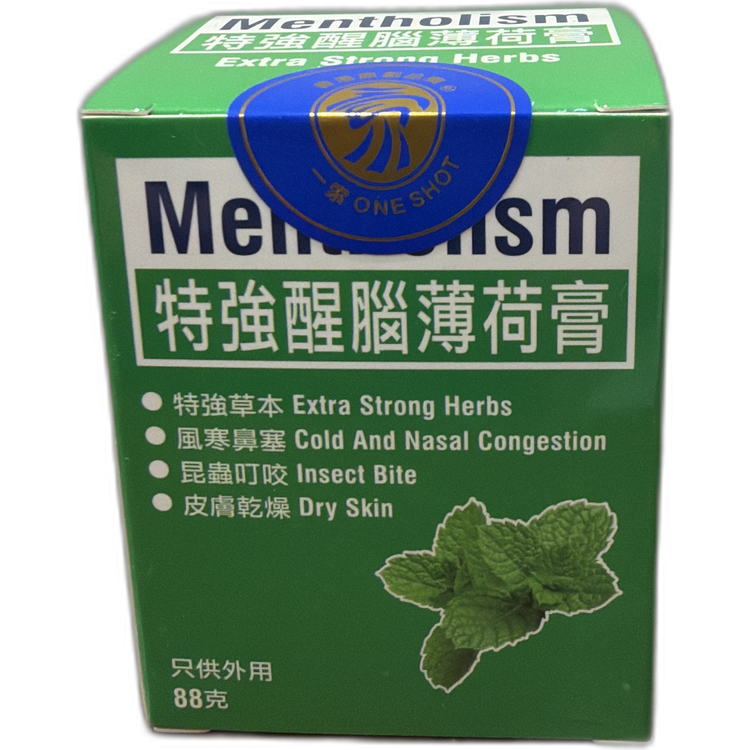 Mentholism
特強醒腦薄荷膏
Extra Strong Herbs
一家 ONE SHOT
特強醒腦薄荷膏
特強草本 Extra Strong Herbs
風寒鼻塞 Cold And Nasal Congestion
昆蟲叮咬 Insect Bite
皮膚乾燥 Dry Skin
只供外用
88克